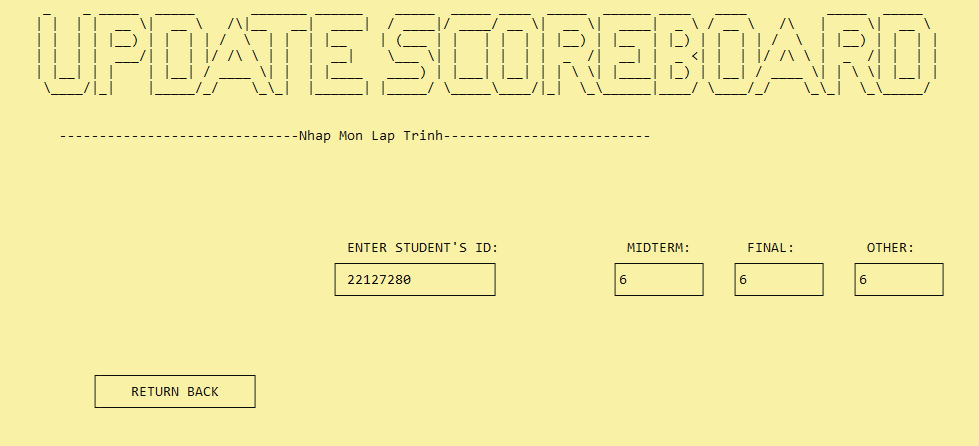 UPDATE SCOREBOARD
-----------------------------Nhap Mon Lap Trinh--------------------------
ENTER STUDENT'S ID: MIDTERM: FINAL: OTHER:
22127280 6 6 6
RETURN BACK